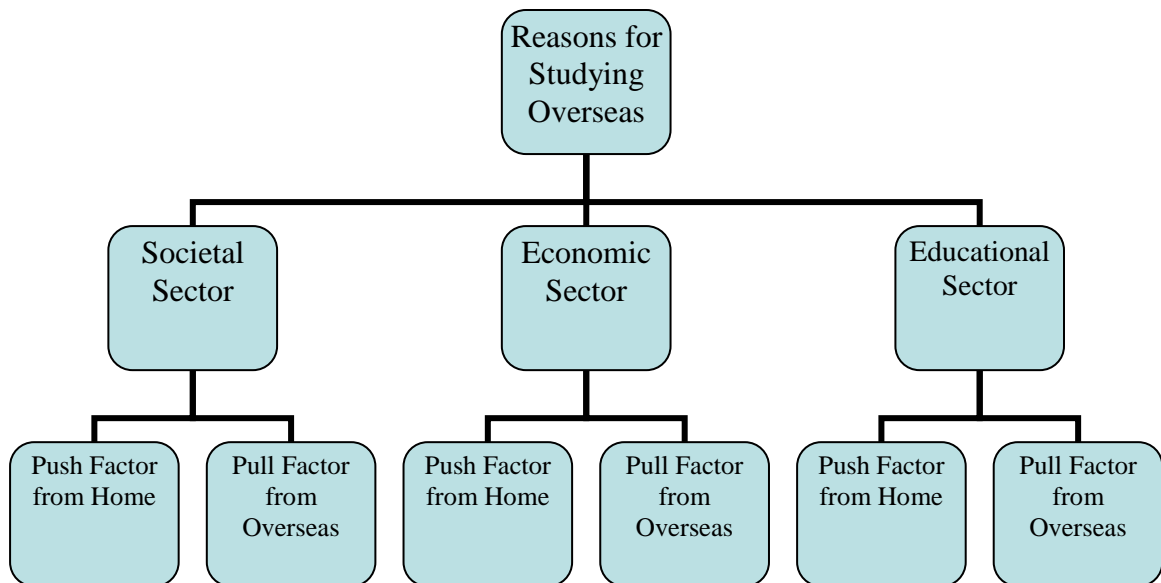 Reasons for
Studying
Overseas
Societal
Sector
Economic
Sector
Educational
Sector
Push Factor
from Home
Pull Factor
from
Overseas
Push Factor
from Home
Pull Factor
from
Overseas
Push Factor
from Home
Pull Factor
from
Overseas